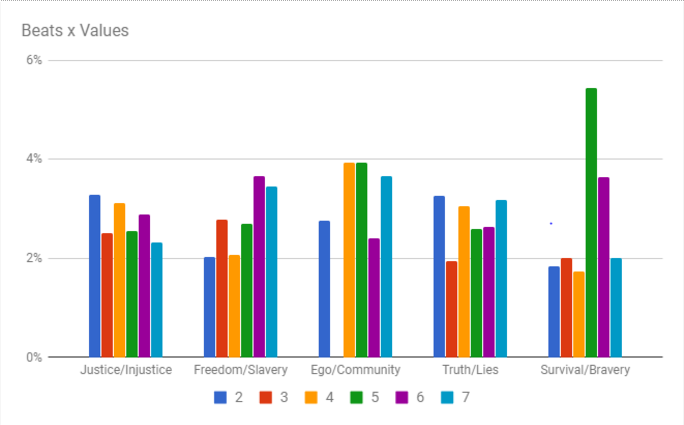 Beats x Values
6%
4%
2%
0%
Justice/Injustice Freedom/Slavery Ego/Community Truth/Lies Survival/Bravery
2 3 4 5 6 7